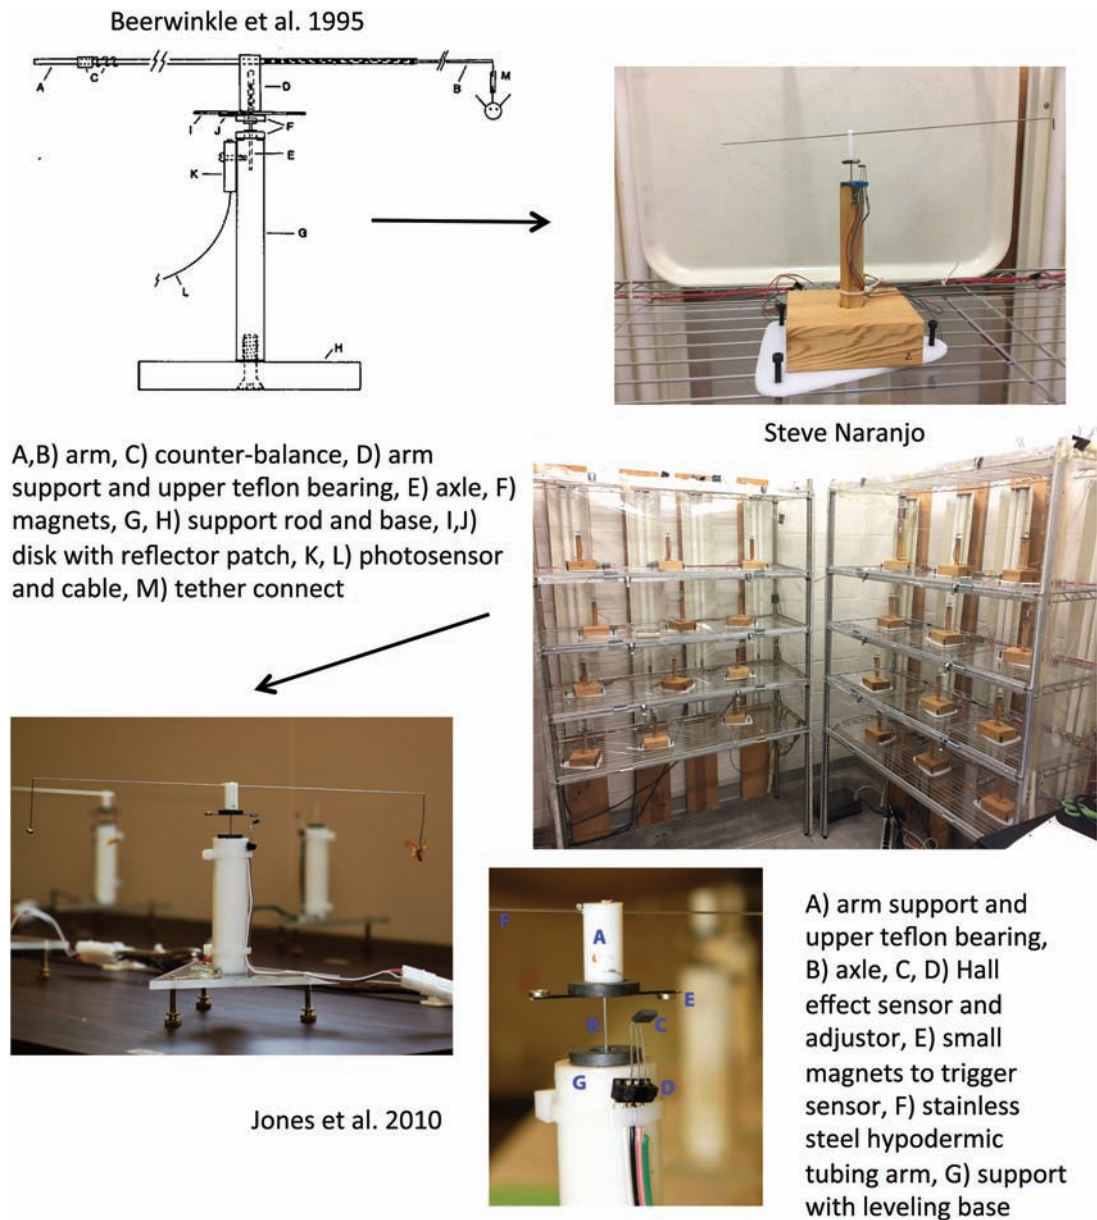 Beerwinkle et al. 1995
A
C
D
B
M
I
J
F
E
K
G
L
H
Steve Naranjo
A,B) arm, C) counter-balance, D) arm
support and upper teflon bearing, E) axle, F)
magnets, G, H) support rod and base, I,J)
disk with reflector patch, K, L) photosensor
and cable, M) tether connect
Jones et al. 2010
F
A
E
B
C
G
D
A) arm support and
upper teflon bearing,
B) axle, C, D) Hall
effect sensor and
adjustor, E) small
magnets to trigger
sensor, F) stainless
steel hypodermic
tubing arm, G) support
with leveling base